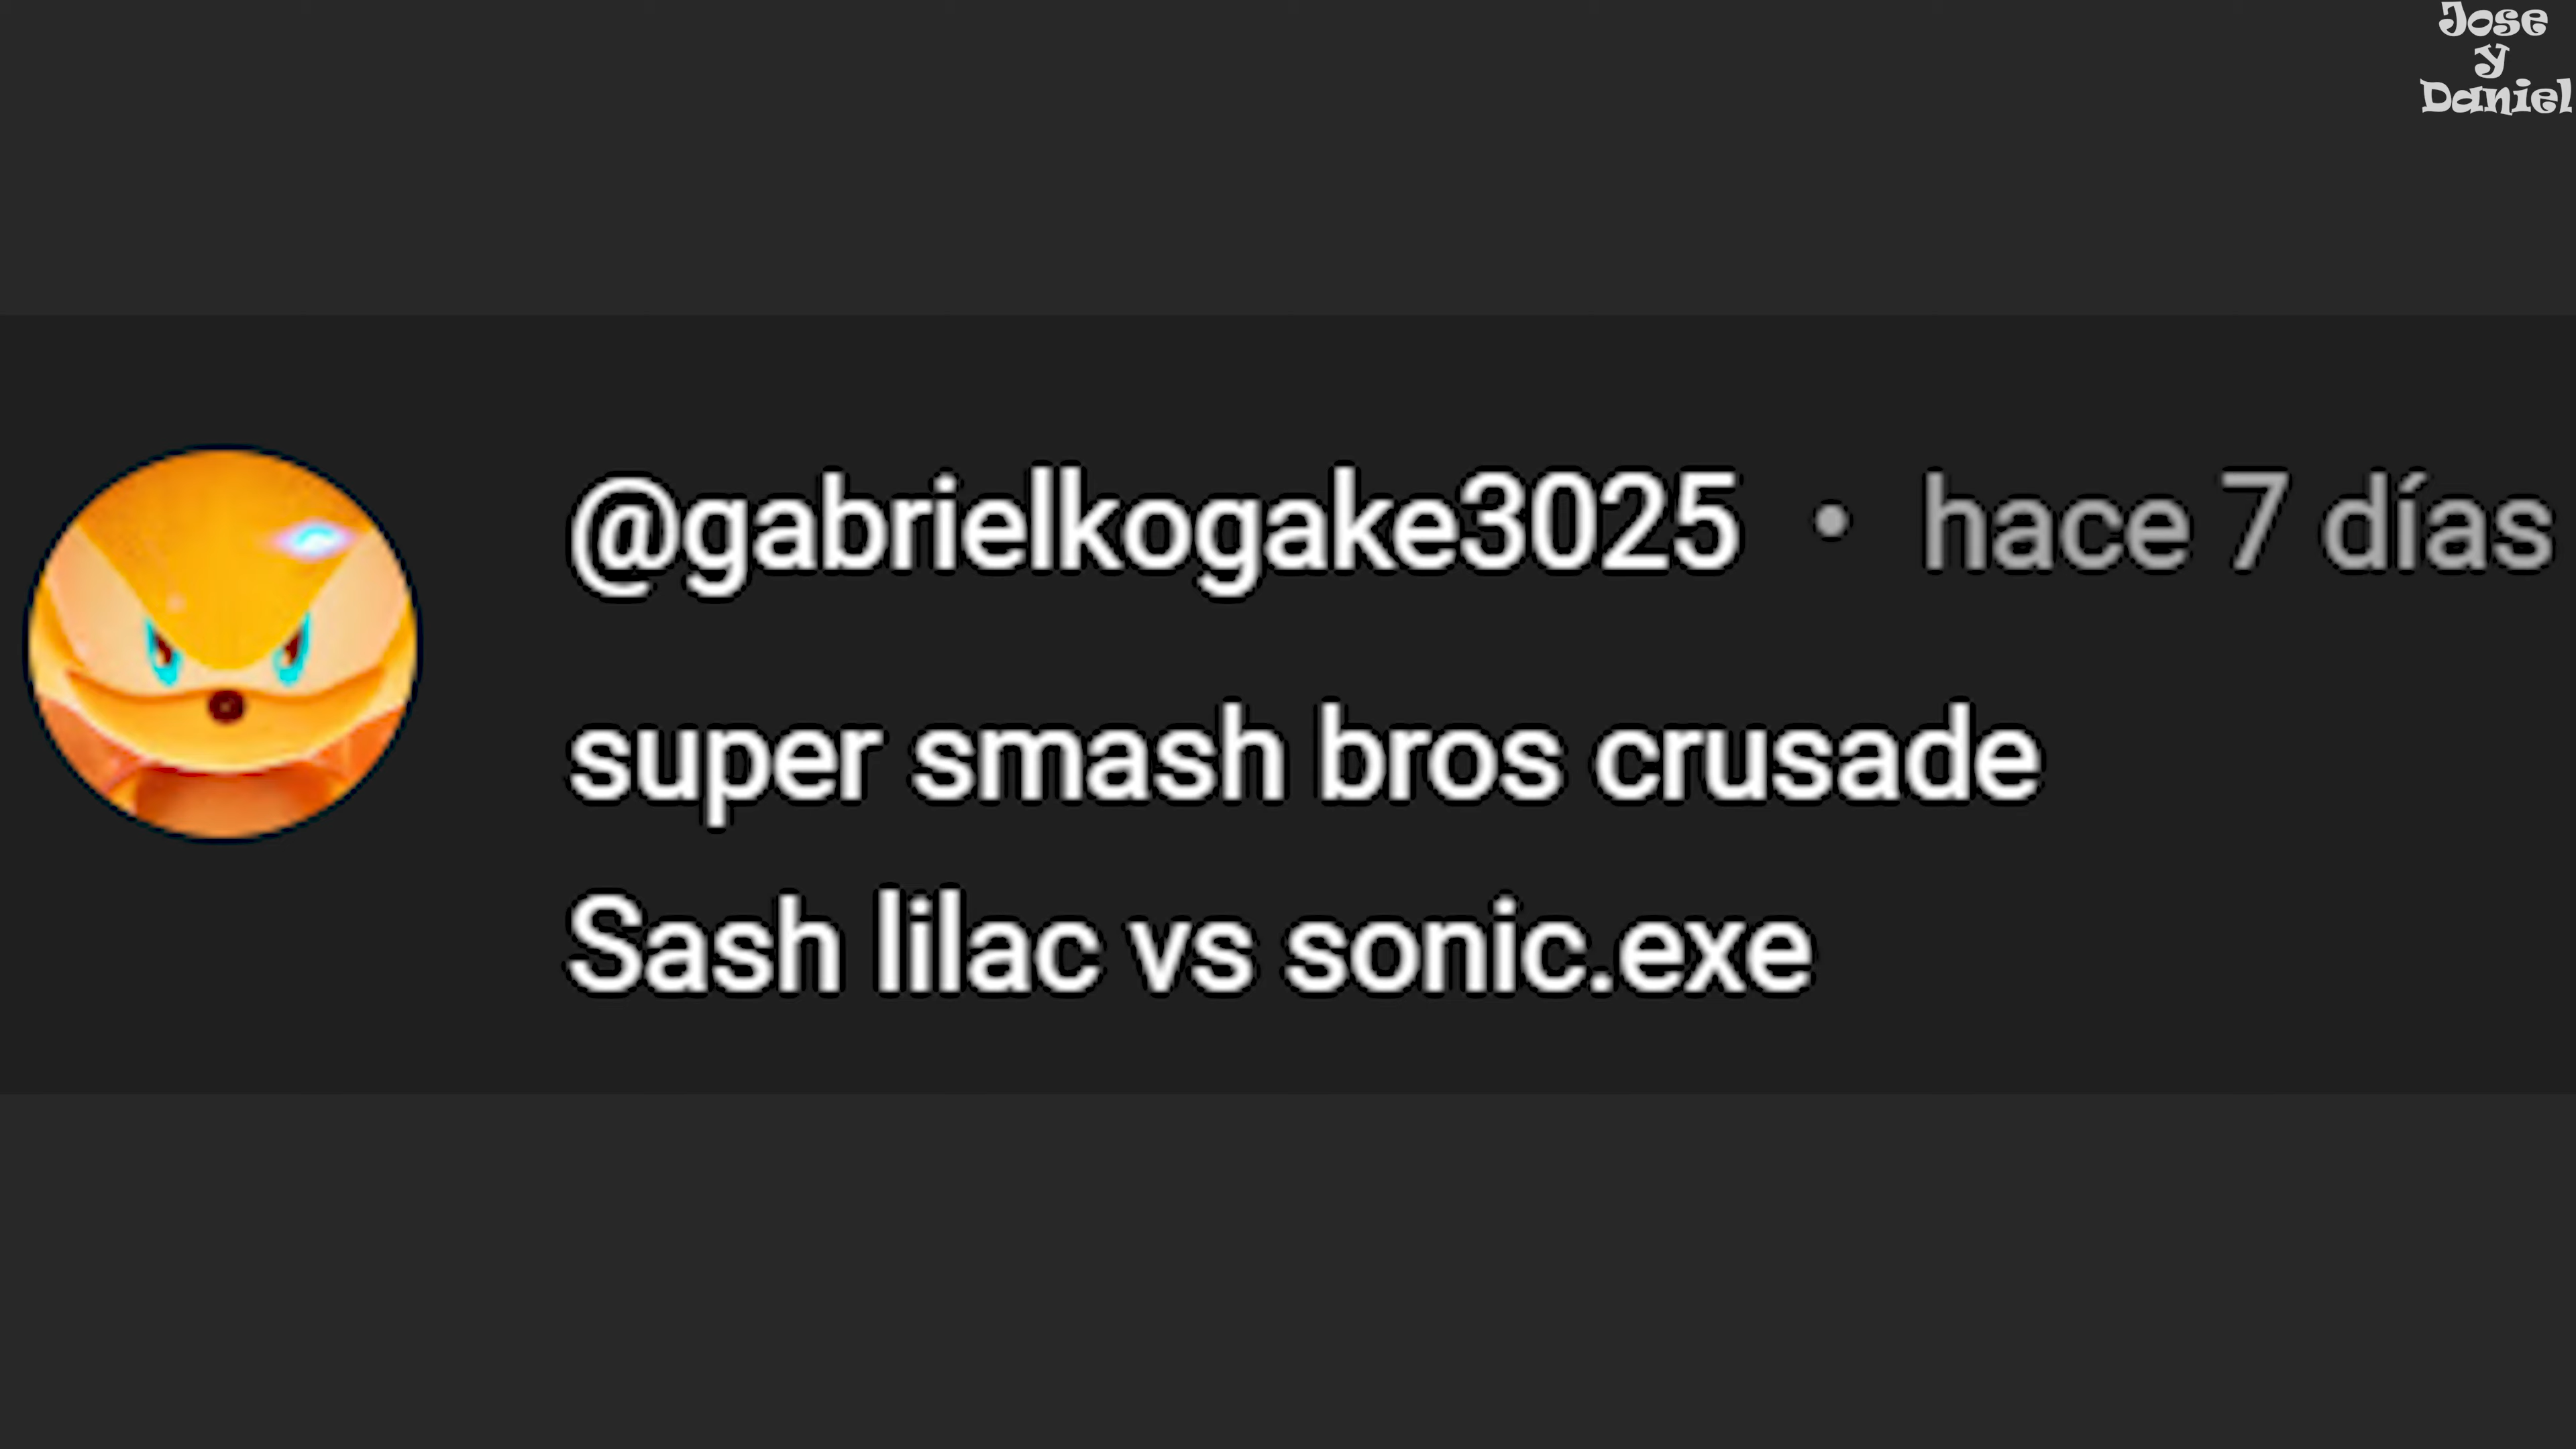 Jose
y
Daniel
@gabrielkogake3025 • hace 7 días
super smash bros crusade
Sash lilac vs sonic.exe